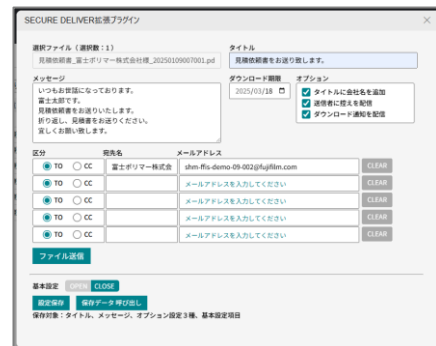 SECURE DELIVER拡張プラグイン
選択ファイル（選択数：1）
見積依頼書_富士ポリマー株式会社様_20250109007001.pd
タイトル
見積依頼書をお送り致します。
メッセージ
いつもお世話になっております。
富士太郎です。
見積依頼書をお送りいたします。
折り返し、見積書をお送りください。
宜しくお願い致します。
ダウンロード期限
2025/03/18
オプション
タイトルに会社名を追加
送信者に控えを配信
ダウンロード通知を配信
区分 宛先名 メールアドレス
TO CC 富士ポリマー株式会 shm-ffis-demo-09-002@fujifilm.com CLEAR
TO CC メールアドレスを入力してください CLEAR
TO CC メールアドレスを入力してください CLEAR
TO CC メールアドレスを入力してください CLEAR
TO CC メールアドレスを入力してください CLEAR
ファイル送信
基本設定 OPEN CLOSE
設定保存 保存データ呼び出し
保存対象：タイトル、メッセージ、オプション設定３種、基本設定項目